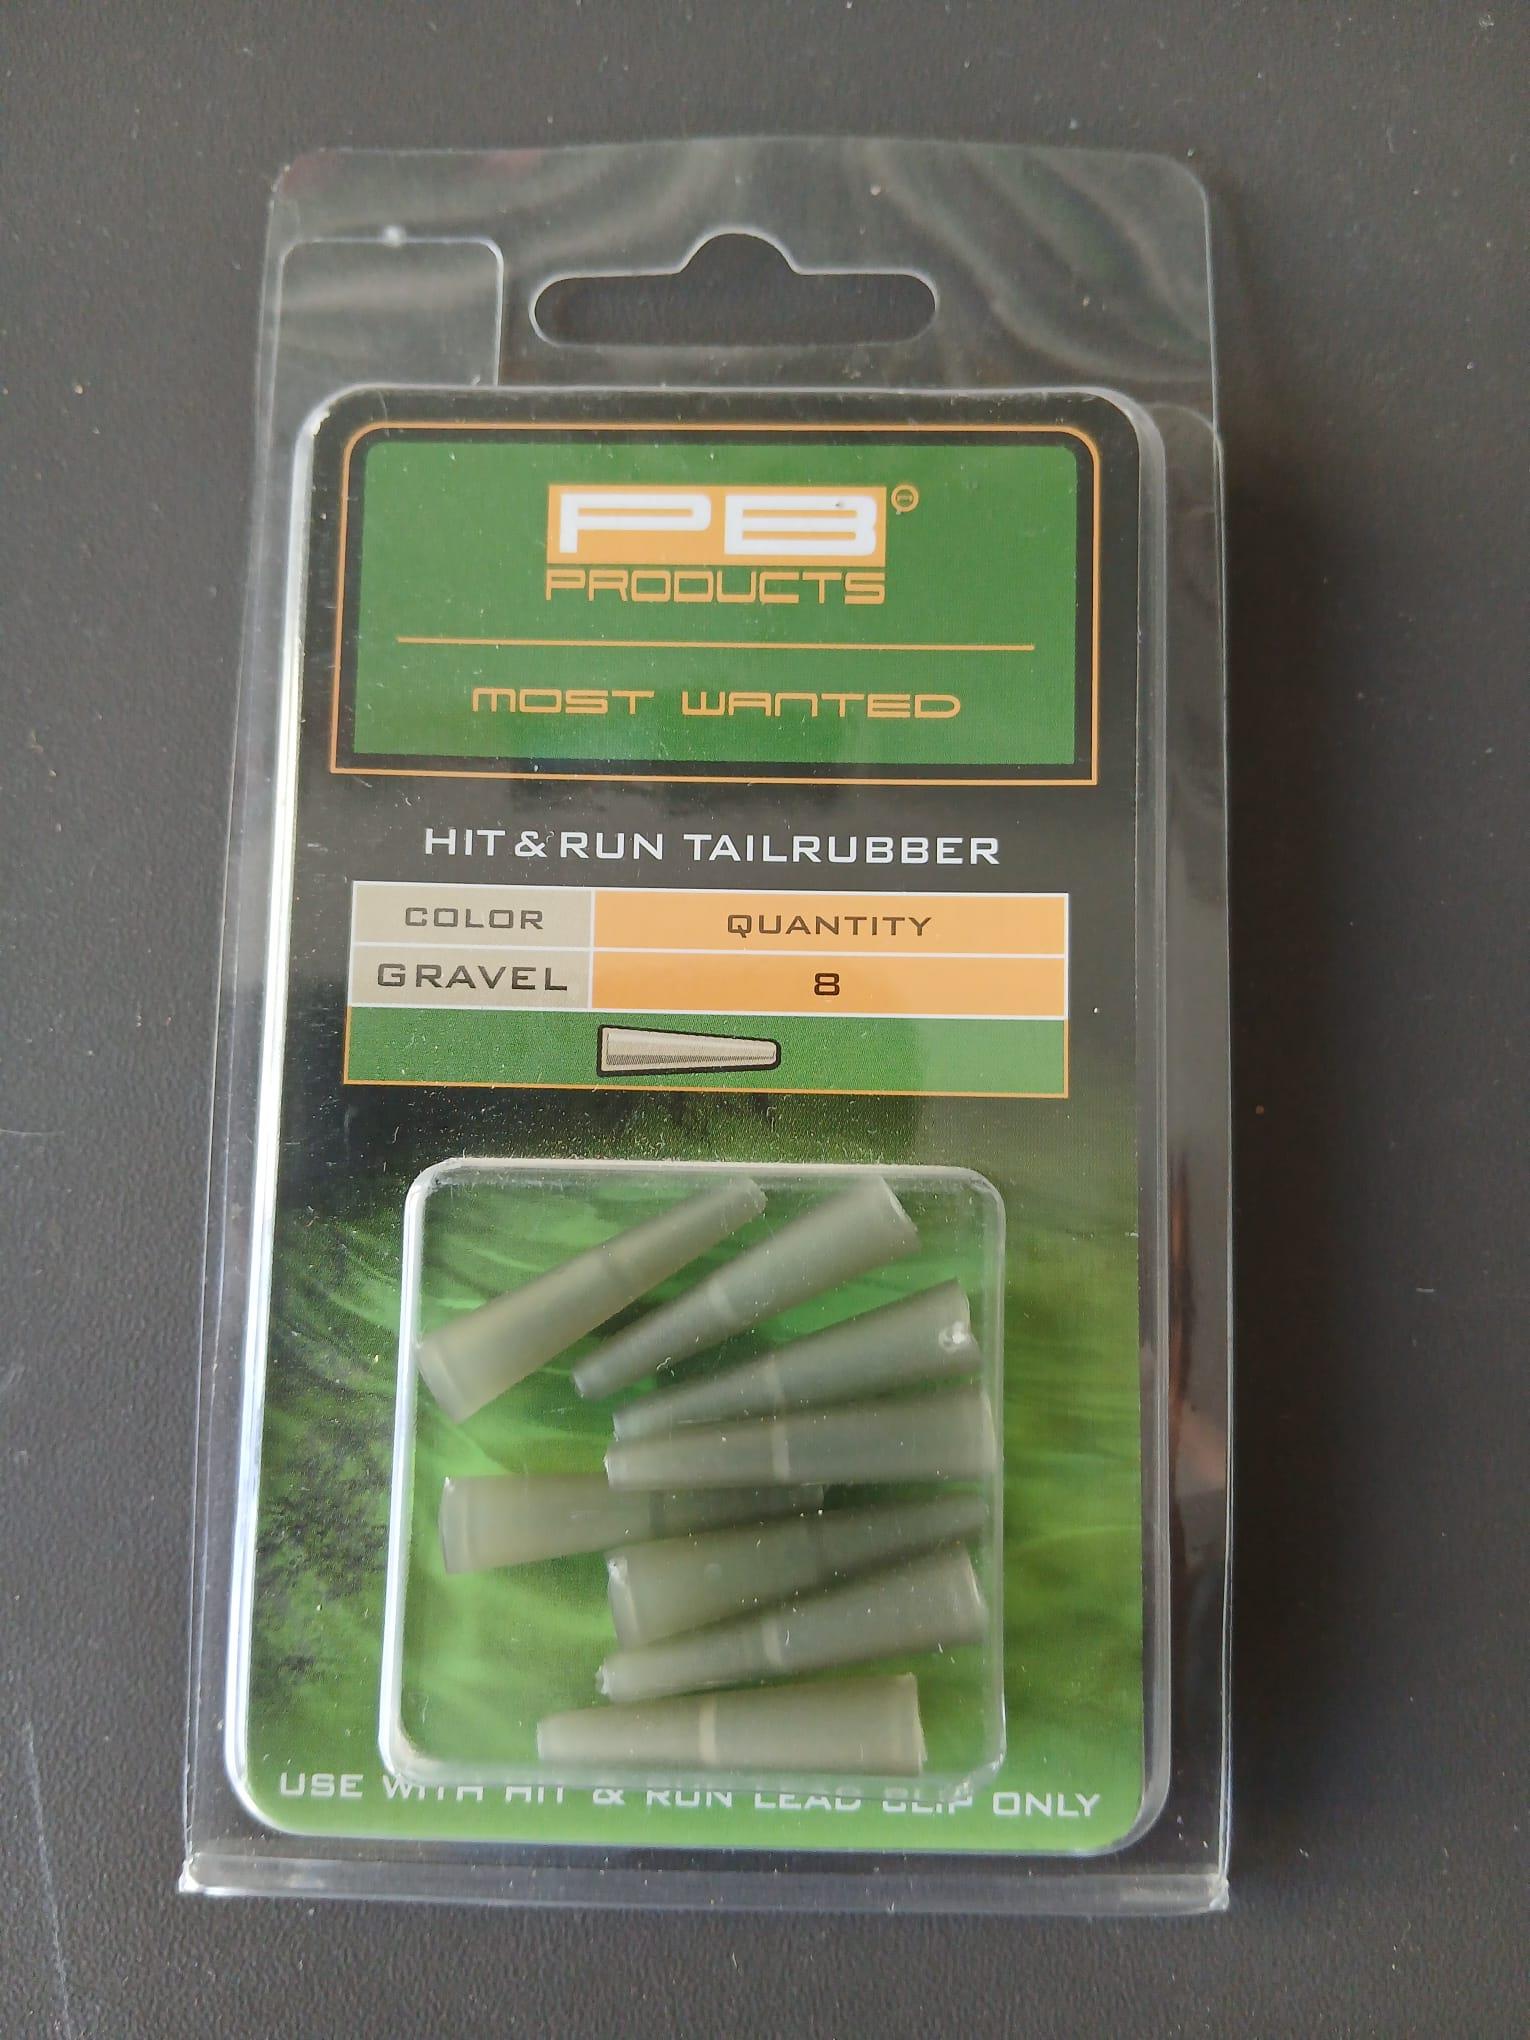 PB
PRODUCTS
MOST WANTED
HIT & RUN TAILRUBBER
COLOR QUANTITY
GRAVEL 8
USE WITH HIT & RUN LEAD CLIP ONLY